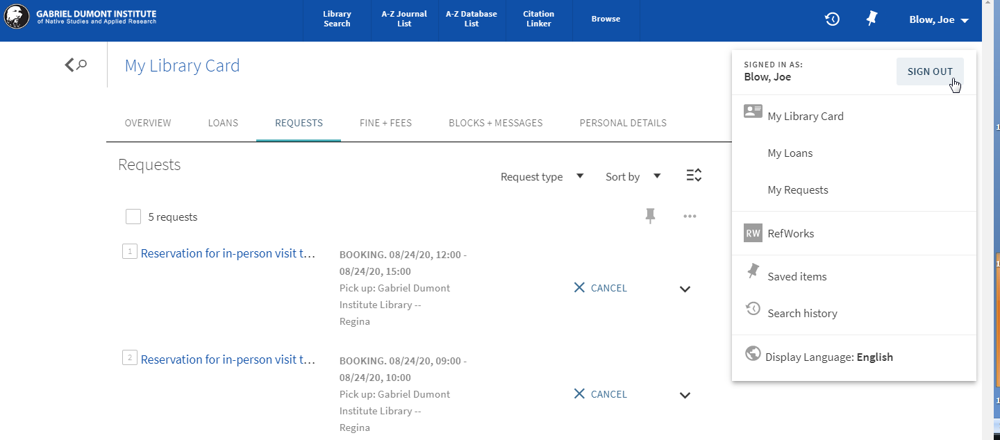 GABRIEL DUMONT INSTITUTE
of Native Studies and Applied Research
Library
Search
A-Z Journal
List
A-Z Database
List
Citation
Linker
Browse
Blow, Joe
My Library Card
SIGNED IN AS:
Blow, Joe
SIGN OUT
My Library Card
My Loans
My Requests
RW RefWorks
Saved items
Search history
Display Language: English
OVERVIEW
LOANS
REQUESTS
FINE + FEES
BLOCKS + MESSAGES
PERSONAL DETAILS
Requests
Request type
Sort by
5 requests
1
Reservation for in-person visit t...
BOOKING. 08/24/20, 12:00 -
08/24/20, 15:00
Pick up: Gabriel Dumont
Institute Library --
Regina
CANCEL
2
Reservation for in-person visit t...
BOOKING. 08/24/20, 09:00 -
08/24/20, 10:00
Pick up: Gabriel Dumont
Institute Library --
Regina
CANCEL